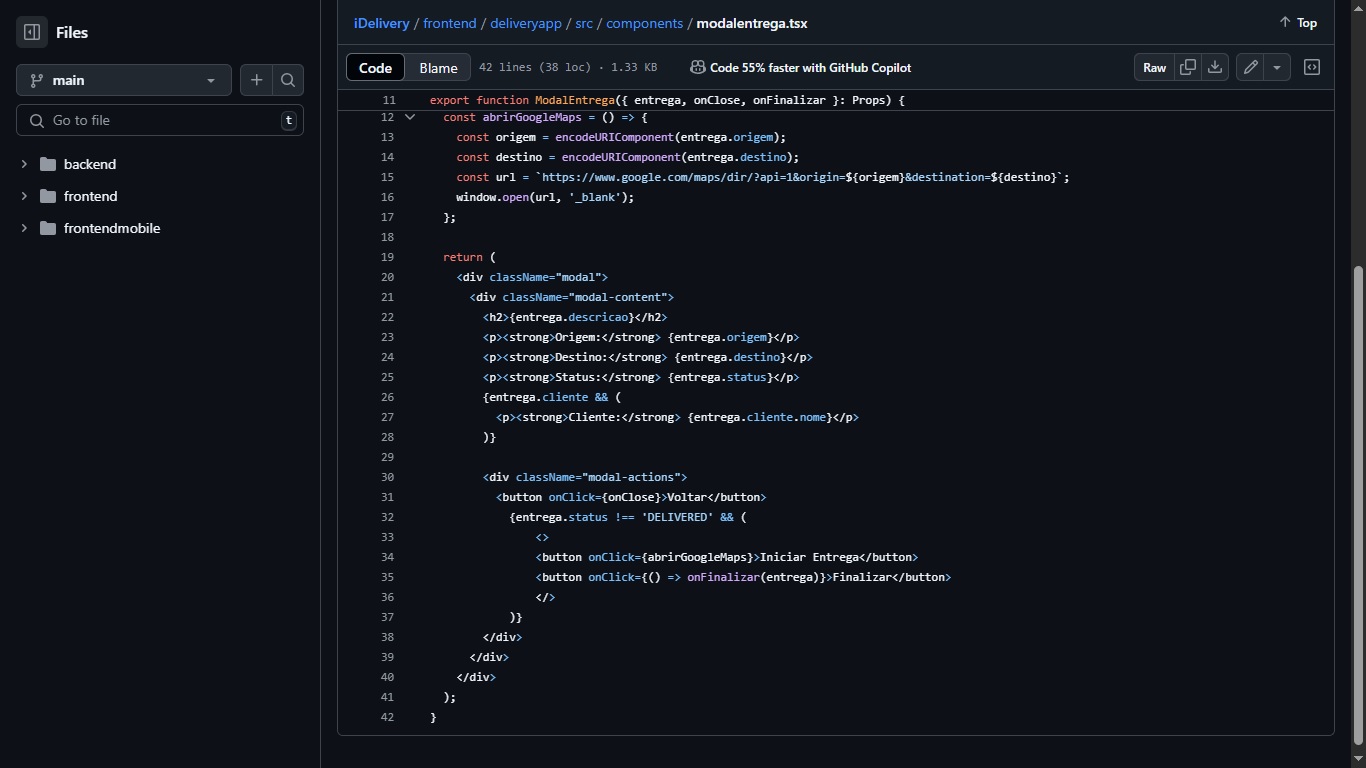 Files
main
Go to file
t
backend
frontend
frontendmobile
iDelivery / frontend / deliveryapp / src / components / modalentrega.tsx
Top
Code Blame 42 lines (38 loc) · 1.33 KB Code 55% faster with GitHub Copilot Raw
11 export function ModalEntrega({ entrega, onClose, onFinalizar }: Props) {
12 const abrirGoogleMaps = () => {
13 const origem = encodeURIComponent(entrega.origem);
14 const destino = encodeURIComponent(entrega.destino);
15 const url = `https://www.google.com/maps/dir/?api=1&origin=${origem}&destination=${destino}`;
16 window.open(url, '_blank');
17 };
18
19 return (
20 <div className="modal">
21 <div className="modal-content">
22 <h2>{entrega.descricao}</h2>
23 <p><strong>Origem:</strong> {entrega.origem}</p>
24 <p><strong>Destino:</strong> {entrega.destino}</p>
25 <p><strong>Status:</strong> {entrega.status}</p>
26 {entrega.cliente && (
27 <p><strong>Cliente:</strong> {entrega.cliente.nome}</p>
28 )}
29
30 <div className="modal-actions">
31 <button onClick={onClose}>Voltar</button>
32 {entrega.status !== 'DELIVERED' && (
33 <>
34 <button onClick={abrirGoogleMaps}>Iniciar Entrega</button>
35 <button onClick={() => onFinalizar(entrega)}>Finalizar</button>
36 </>
37 )}
38 </div>
39 </div>
40 </div>
41 );
42 }